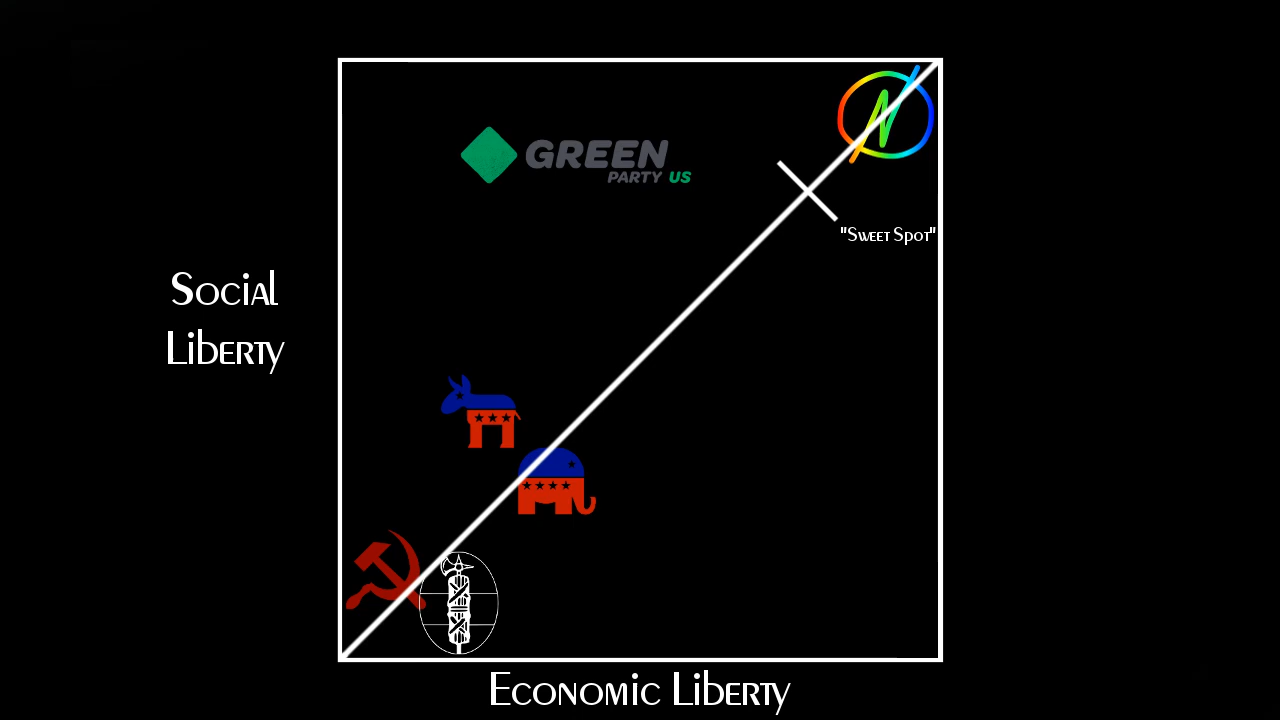 GREEN
PARTY US
N
"Sweet Spot"
Social
Liberty
Economic Liberty